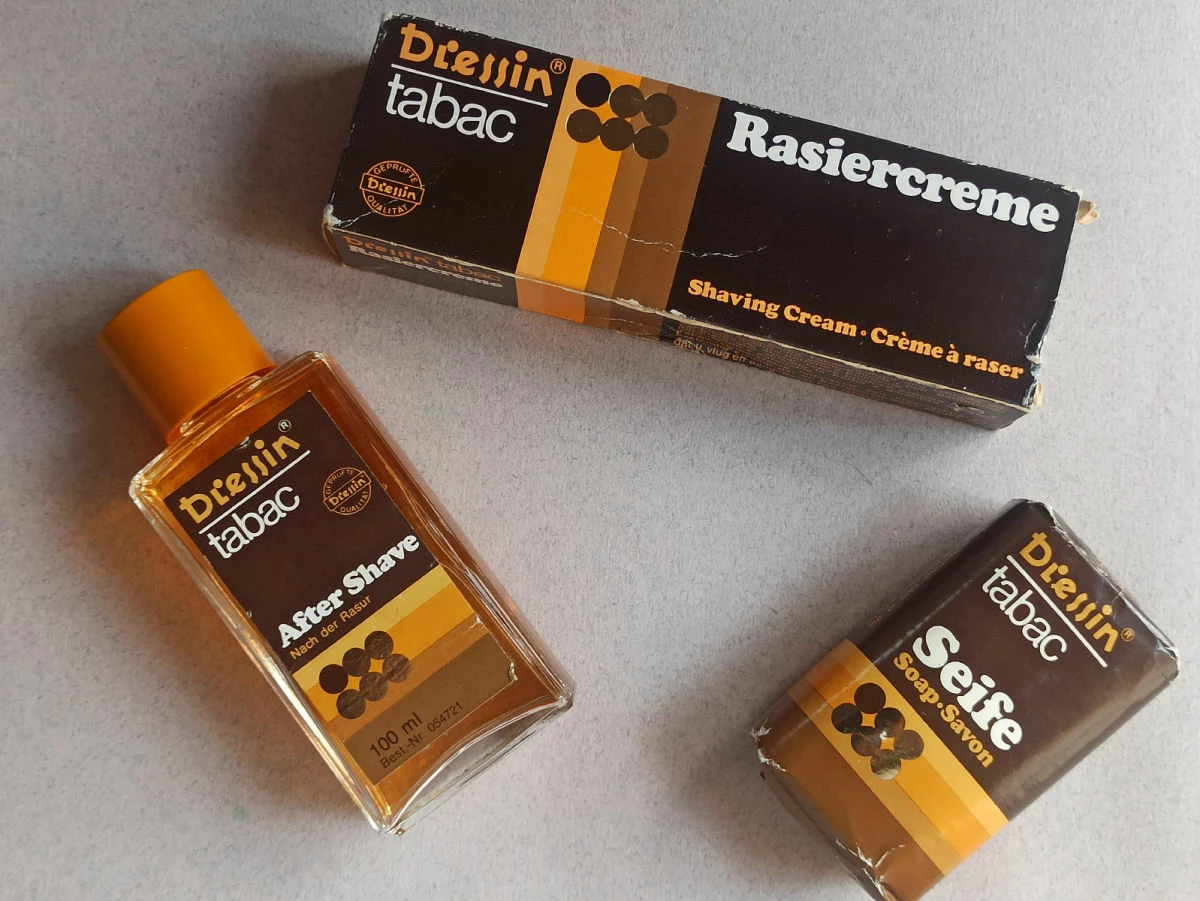 Dressin®
tabac
GEPRÜFTE
Dressin
QUALITÄT
Rasiercreme
Shaving Cream · Crème à raser
Dressin tabac
Rasiercreme
Dressin®
tabac
GEPRÜFTE
Dressin
QUALITÄT
After Shave
Nach der Rasur
100 ml
Best.-Nr. 054721
Dressin®
tabac
Seife
Soap · Savon